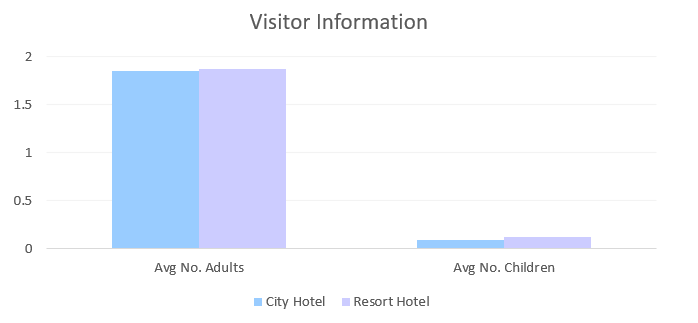 Visitor Information
2
1.5
1
0.5
0
Avg No. Adults Avg No. Children
City Hotel Resort Hotel